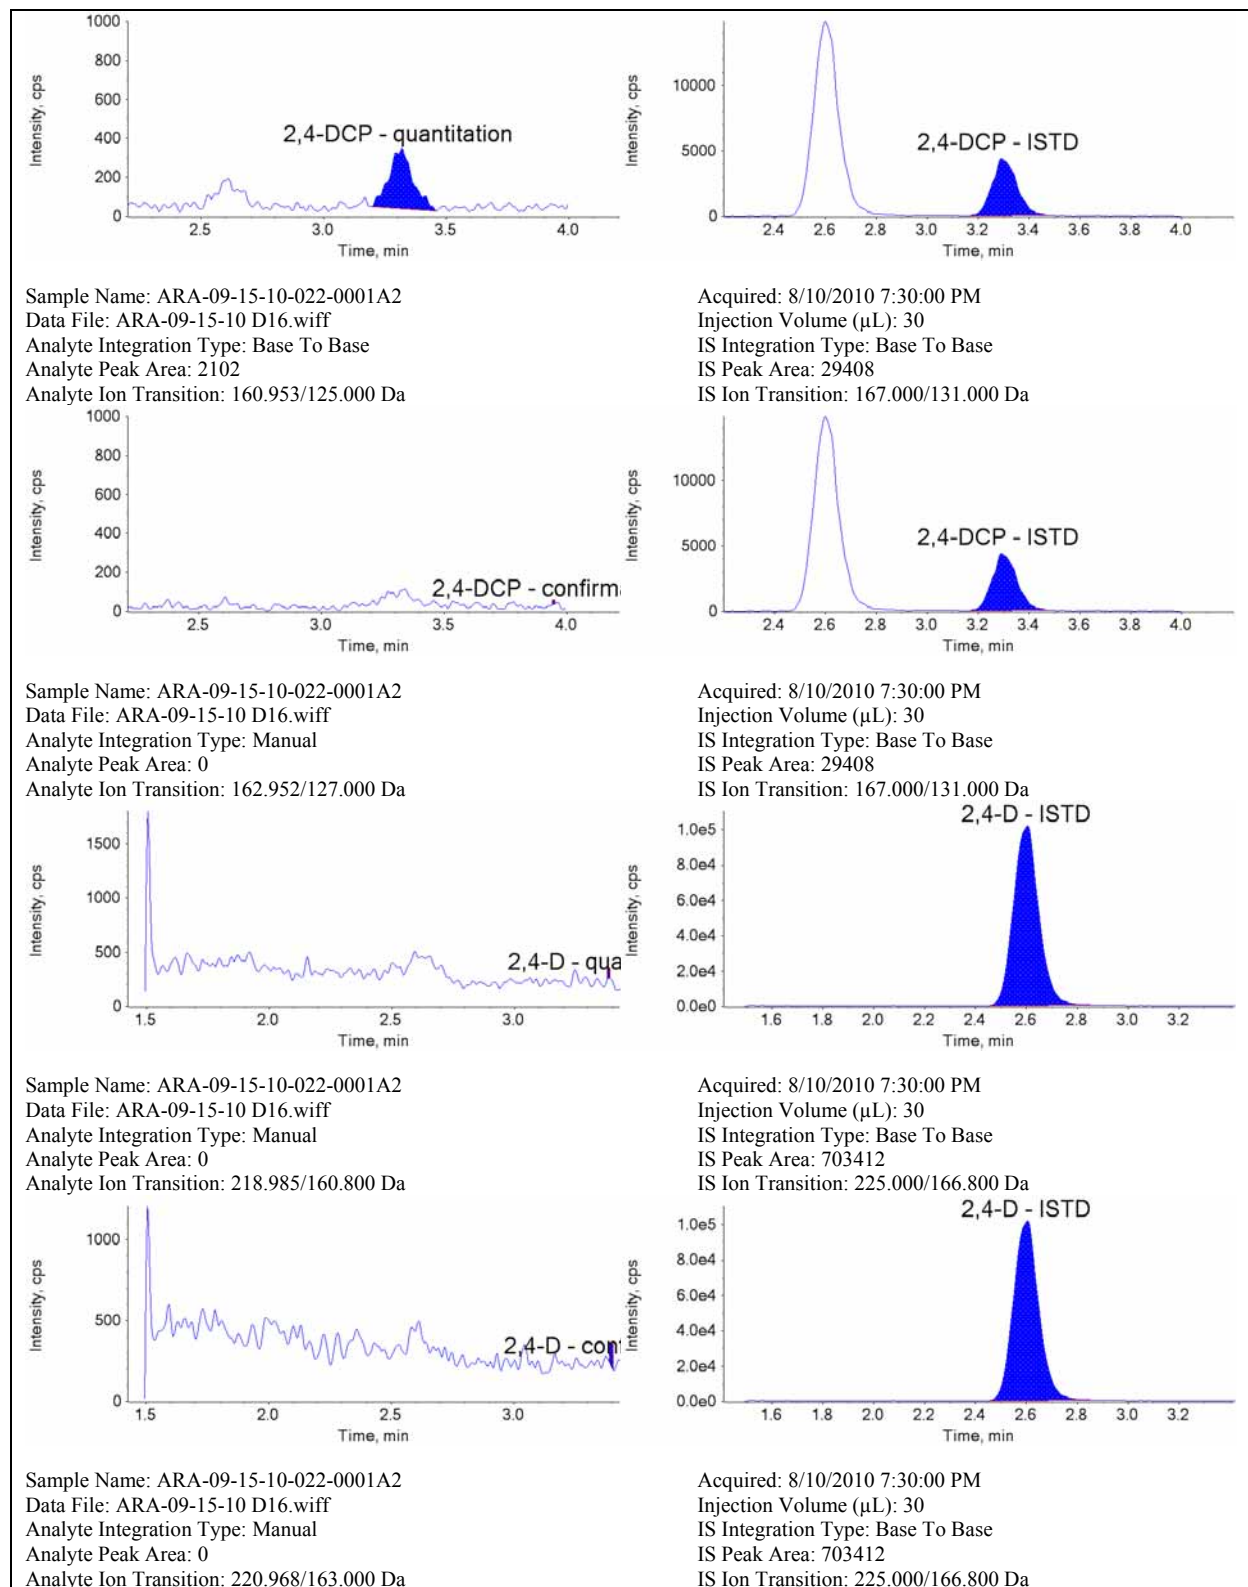 1000
800
600
400
200
0
Intensity, cps
2,4-DCP - quantitation
2.5 3.0 3.5 4.0
Time, min
10000
5000
0
Intensity, cps
2,4-DCP - ISTD
2.4 2.6 2.8 3.0 3.2 3.4 3.6 3.8 4.0
Time, min
Sample Name: ARA-09-15-10-022-0001A2
Data File: ARA-09-15-10 D16.wiff
Analyte Integration Type: Base To Base
Analyte Peak Area: 2102
Analyte Ion Transition: 160.953/125.000 Da
Acquired: 8/10/2010 7:30:00 PM
Injection Volume (µL): 30
IS Integration Type: Base To Base
IS Peak Area: 29408
IS Ion Transition: 167.000/131.000 Da
1000
800
600
400
200
0
Intensity, cps
2,4-DCP - confirma
2.5 3.0 3.5 4.0
Time, min
10000
5000
0
Intensity, cps
2,4-DCP - ISTD
2.4 2.6 2.8 3.0 3.2 3.4 3.6 3.8 4.0
Time, min
Sample Name: ARA-09-15-10-022-0001A2
Data File: ARA-09-15-10 D16.wiff
Analyte Integration Type: Manual
Analyte Peak Area: 0
Analyte Ion Transition: 162.952/127.000 Da
Acquired: 8/10/2010 7:30:00 PM
Injection Volume (µL): 30
IS Integration Type: Base To Base
IS Peak Area: 29408
IS Ion Transition: 167.000/131.000 Da
1500
1000
500
0
Intensity, cps
2,4-D - qua
1.5 2.0 2.5 3.0
Time, min
1.0e5
8.0e4
6.0e4
4.0e4
2.0e4
0.0e0
Intensity, cps
2,4-D - ISTD
1.6 1.8 2.0 2.2 2.4 2.6 2.8 3.0 3.2
Time, min
Sample Name: ARA-09-15-10-022-0001A2
Data File: ARA-09-15-10 D16.wiff
Analyte Integration Type: Manual
Analyte Peak Area: 0
Analyte Ion Transition: 218.985/160.800 Da
Acquired: 8/10/2010 7:30:00 PM
Injection Volume (µL): 30
IS Integration Type: Base To Base
IS Peak Area: 703412
IS Ion Transition: 225.000/166.800 Da
1000
500
0
Intensity, cps
2,4-D - conf
1.5 2.0 2.5 3.0
Time, min
1.0e5
8.0e4
6.0e4
4.0e4
2.0e4
0.0e0
Intensity, cps
2,4-D - ISTD
1.6 1.8 2.0 2.2 2.4 2.6 2.8 3.0 3.2
Time, min
Sample Name: ARA-09-15-10-022-0001A2
Data File: ARA-09-15-10 D16.wiff
Analyte Integration Type: Manual
Analyte Peak Area: 0
Analyte Ion Transition: 220.968/163.000 Da
Acquired: 8/10/2010 7:30:00 PM
Injection Volume (µL): 30
IS Integration Type: Base To Base
IS Peak Area: 703412
IS Ion Transition: 225.000/166.800 Da